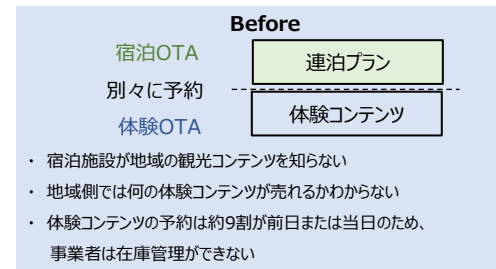 Before
宿泊OTA
連泊プラン
別々に予約
体験OTA
体験コンテンツ
・ 宿泊施設が地域の観光コンテンツを知らない
・ 地域側では何の体験コンテンツが売れるかわからない
・ 体験コンテンツの予約は約9割が前日または当日のため、
事業者は在庫管理ができない